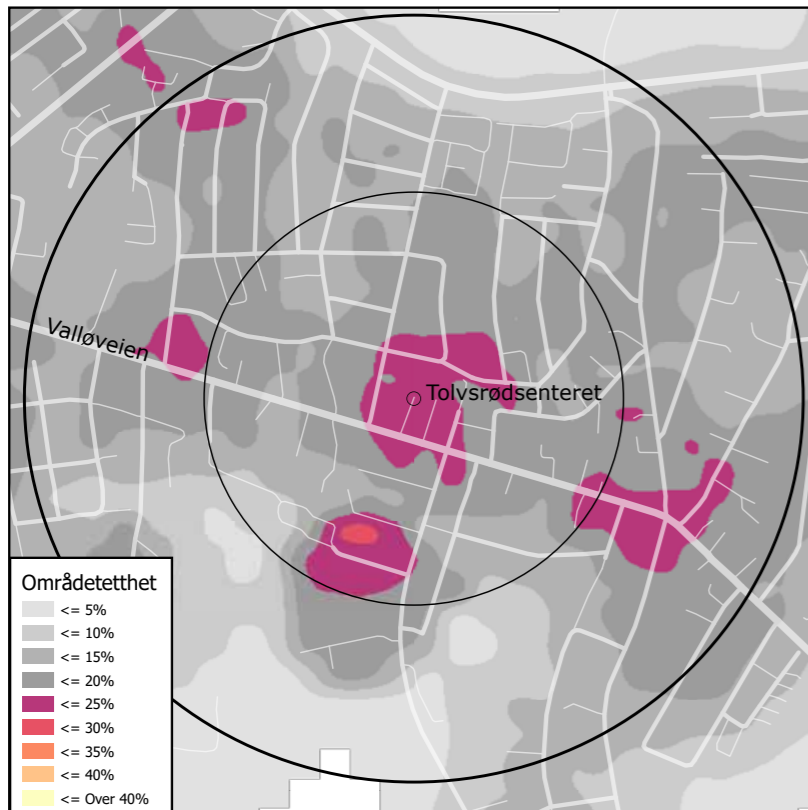 Valløveien
Tolvsrødsenteret
Områdetetthet
<= 5%
<= 10%
<= 15%
<= 20%
<= 25%
<= 30%
<= 35%
<= 40%
<= Over 40%